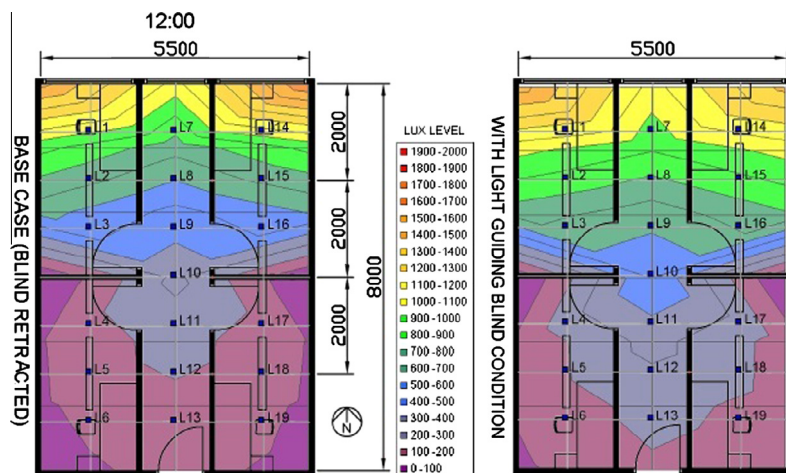 12:00
5500
5500
BASE CASE (BLIND RETRACTED)
L1
L7
L14
L2
L8
L15
L3
L9
L16
L10
L4
L11
L17
L5
L12
L18
L6
L13
L19
2000
2000
2000
8000
N
LUX LEVEL
1900-2000
1800-1900
1700-1800
1600-1700
1500-1600
1400-1500
1300-1400
1200-1300
1100-1200
1000-1100
900-1000
800-900
700-800
600-700
500-600
400-500
300-400
200-300
100-200
0-100
WITH LIGHT GUIDING BLIND CONDITION
L1
L7
L14
L2
L8
L15
L3
L9
L16
L10
L4
L11
L17
L5
L12
L18
L6
L13
L19